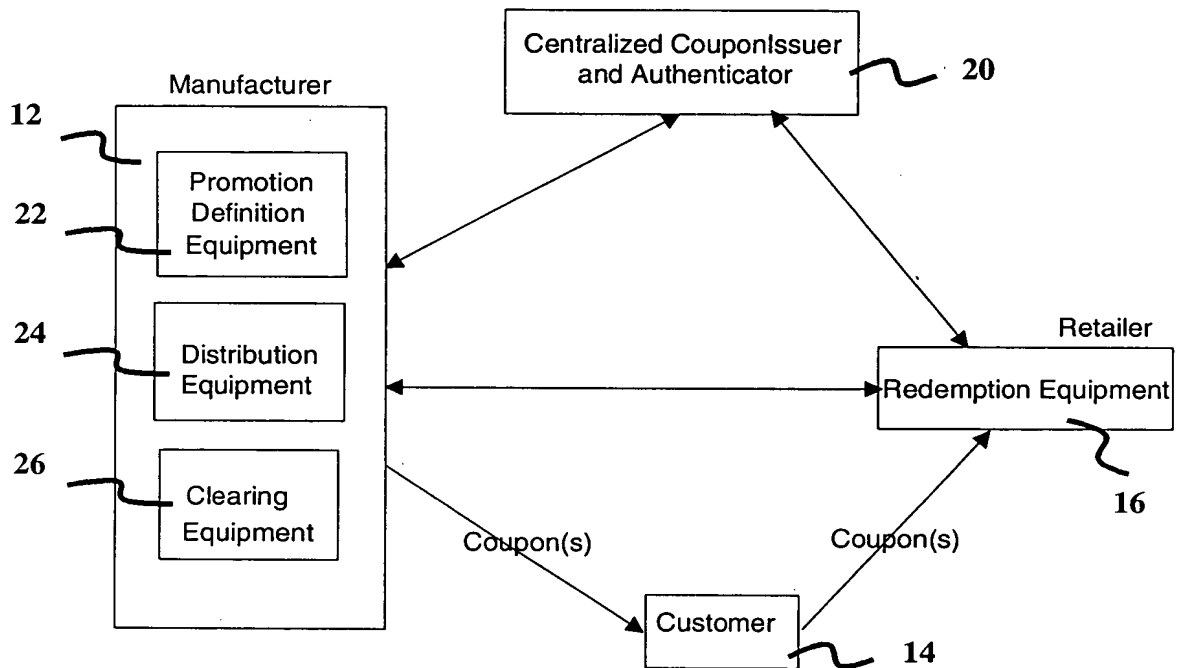 Centralized CouponIssuer
and Authenticator
20
Manufacturer
12
Promotion
Definition
Equipment
22
Retailer
24
Distribution
Equipment
Redemption Equipment
26
Clearing
Equipment
16
Coupon(s)
Coupon(s)
Customer
14